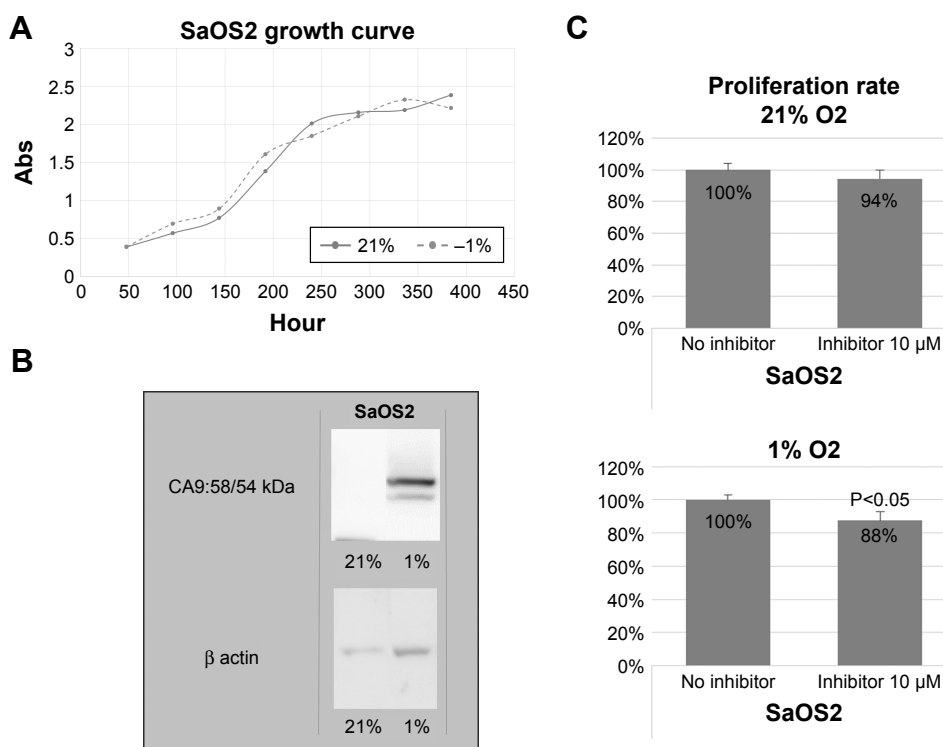 A
SaOS2 growth curve
3
2.5
2
1.5
1
0.5
0
Abs
0 50 100 150 200 250 300 350 400 450
Hour
21% –1%
B
SaOS2
CA9:58/54 kDa
21% 1%
β actin
21% 1%
C
Proliferation rate
21% O2
120%
100%
80%
60%
40%
20%
0%
100%
94%
No inhibitor Inhibitor 10 µM
SaOS2
1% O2
120%
100%
80%
60%
40%
20%
0%
P<0.05
100%
88%
No inhibitor Inhibitor 10 µM
SaOS2